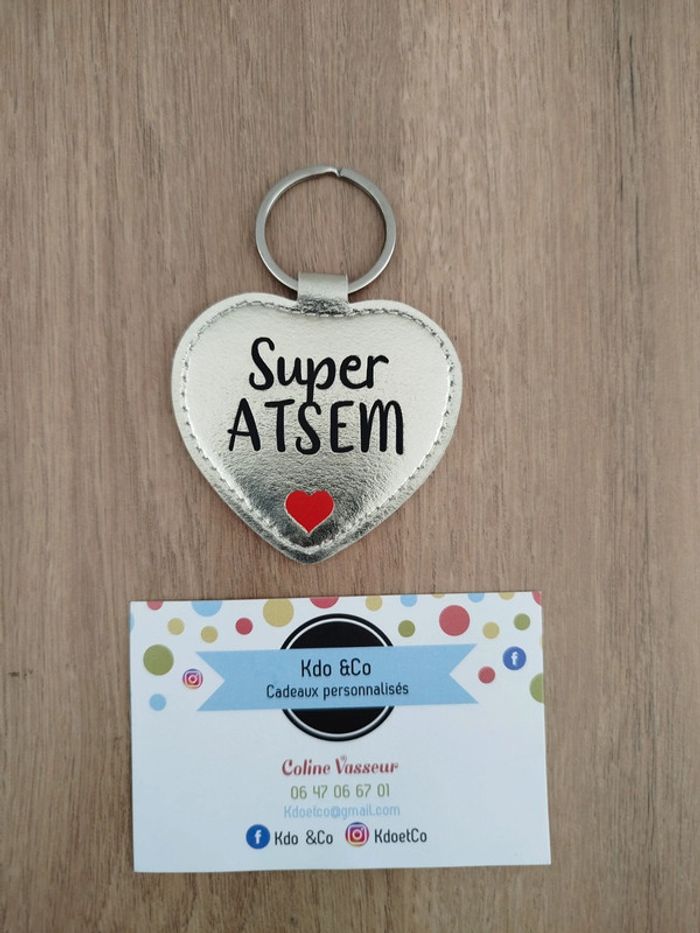 Super
ATSEM
Kdo &Co
Cadeaux personnalisés
Coline Vasseur
06 47 06 67 01
Kdoetco@gmail.com
Kdo &Co KdoetCo